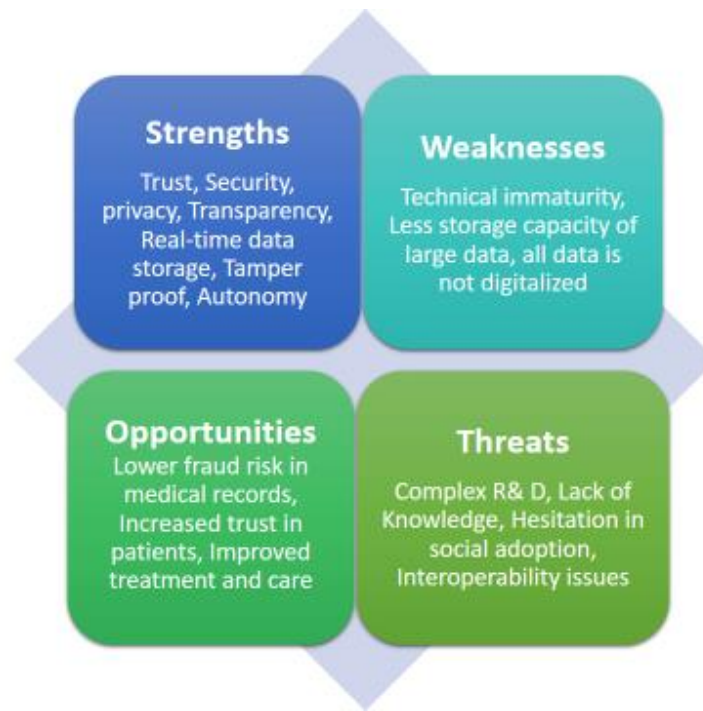 Strengths
Trust, Security,
privacy, Transparency,
Real-time data
storage, Tamper
proof, Autonomy
Weaknesses
Technical immaturity,
Less storage capacity of
large data, all data is
not digitalized
Opportunities
Lower fraud risk in
medical records,
Increased trust in
patients, Improved
treatment and care
Threats
Complex R& D, Lack of
Knowledge, Hesitation in
social adoption,
Interoperability issues